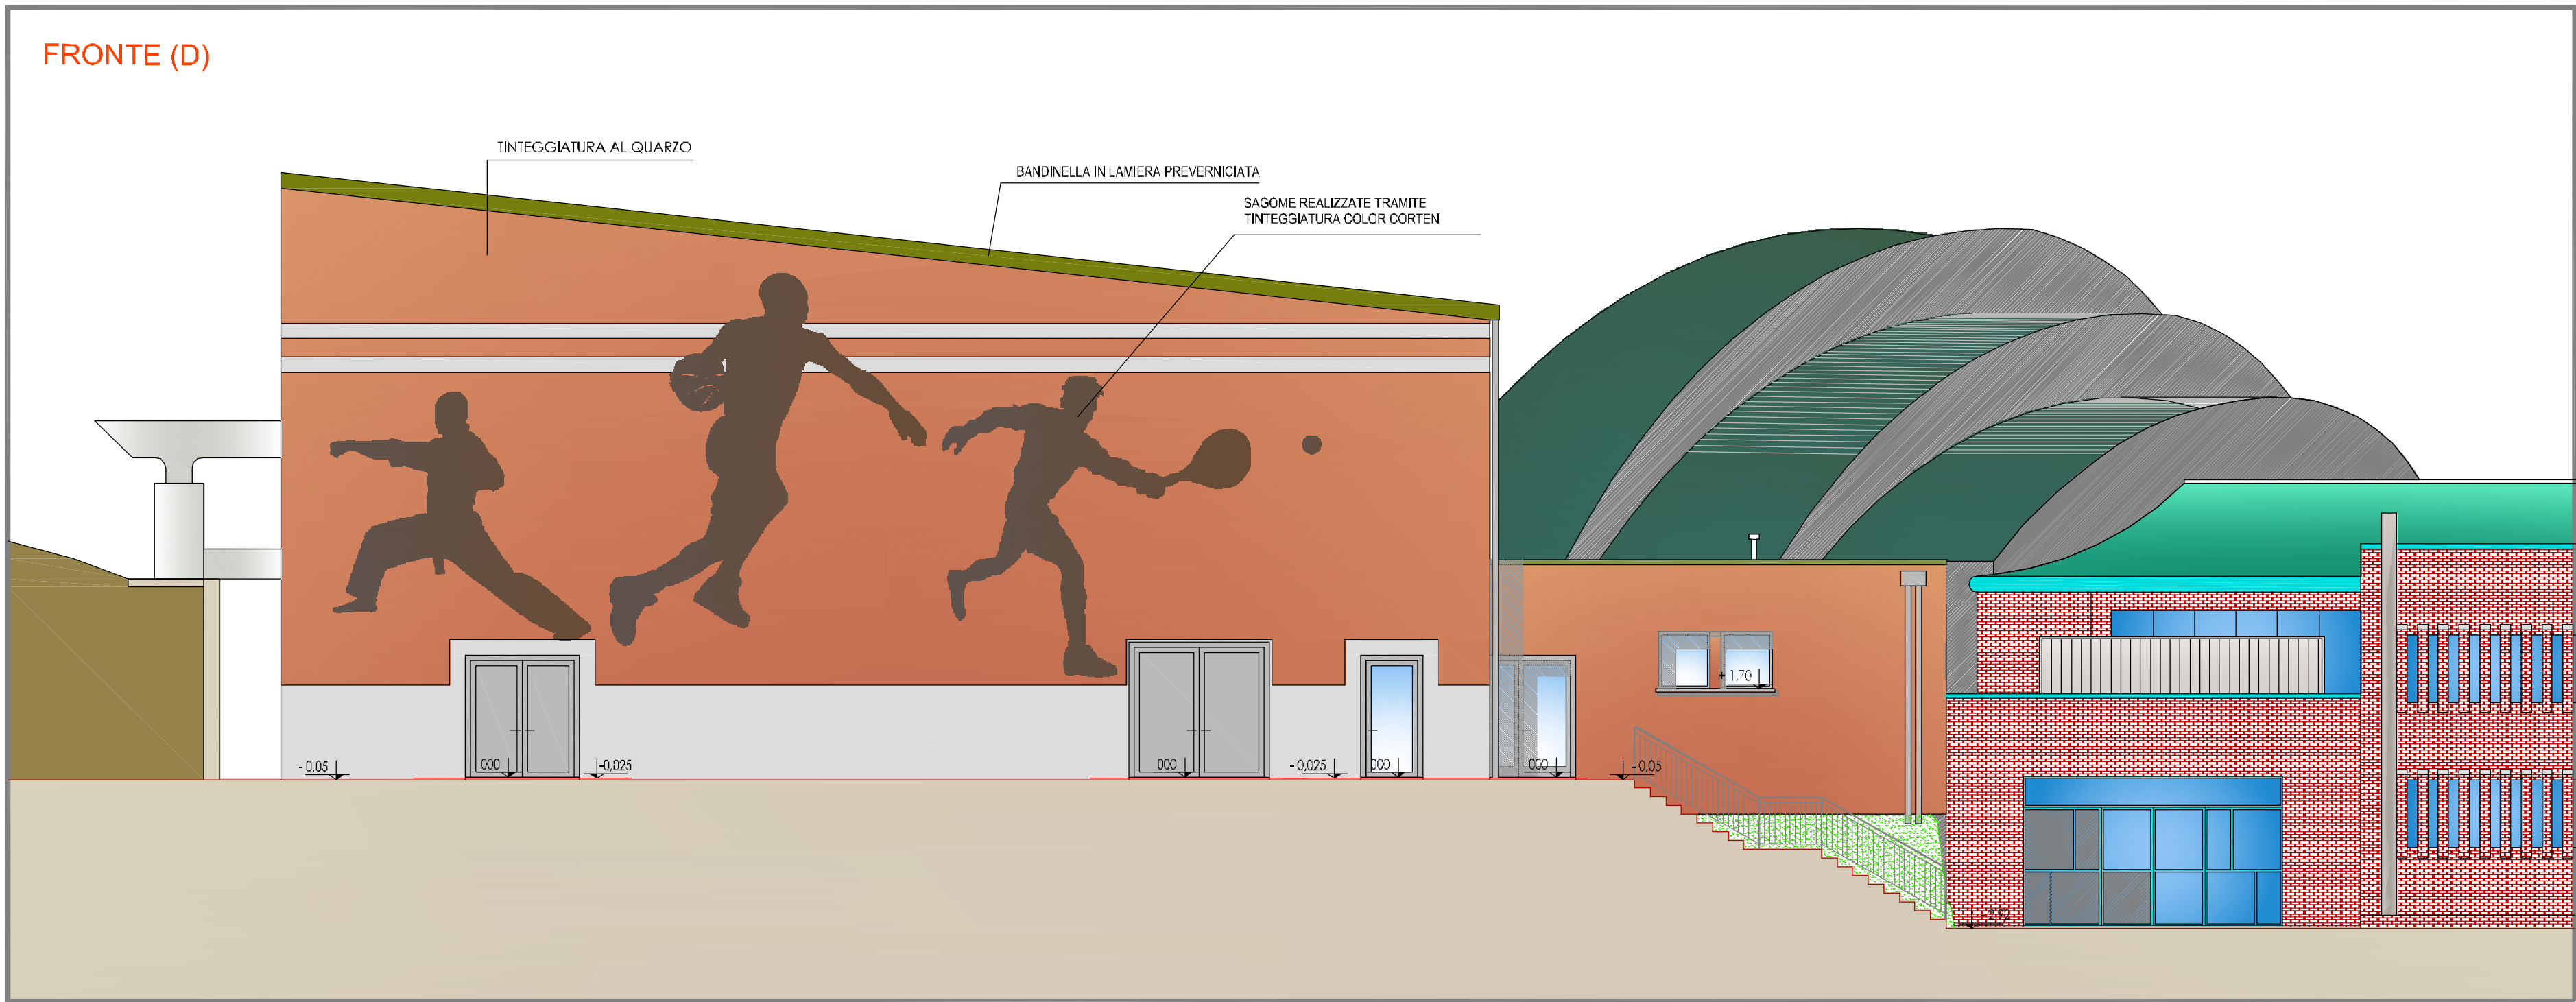 FRONTE (D)
TINTEGGIATURA AL QUARZO
BANDINELLA IN LAMIERA PREVERNICIATA
SAGOME REALIZZATE TRAMITE
TINTEGGIATURA COLOR CORTEN
+ 1,70
- 0,05
000
-0,025
000
- 0,025
000
000
- 0,05